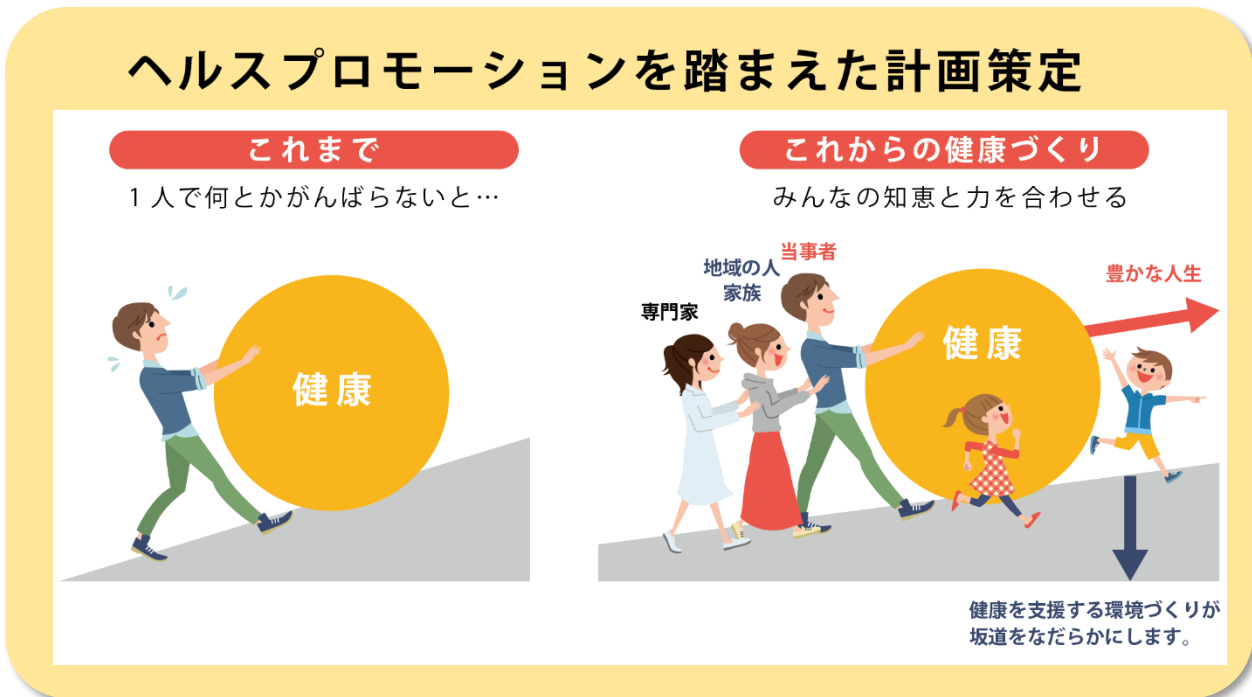 ヘルスプロモーションを踏まえた計画策定
これまで
1人で何とかがんばらないと…
健康
これからの健康づくり
みんなの知恵と力を合わせる
専門家
地域の人
家族
当事者
健康
豊かな人生
健康を支援する環境づくりが
坂道をなだらかにします。